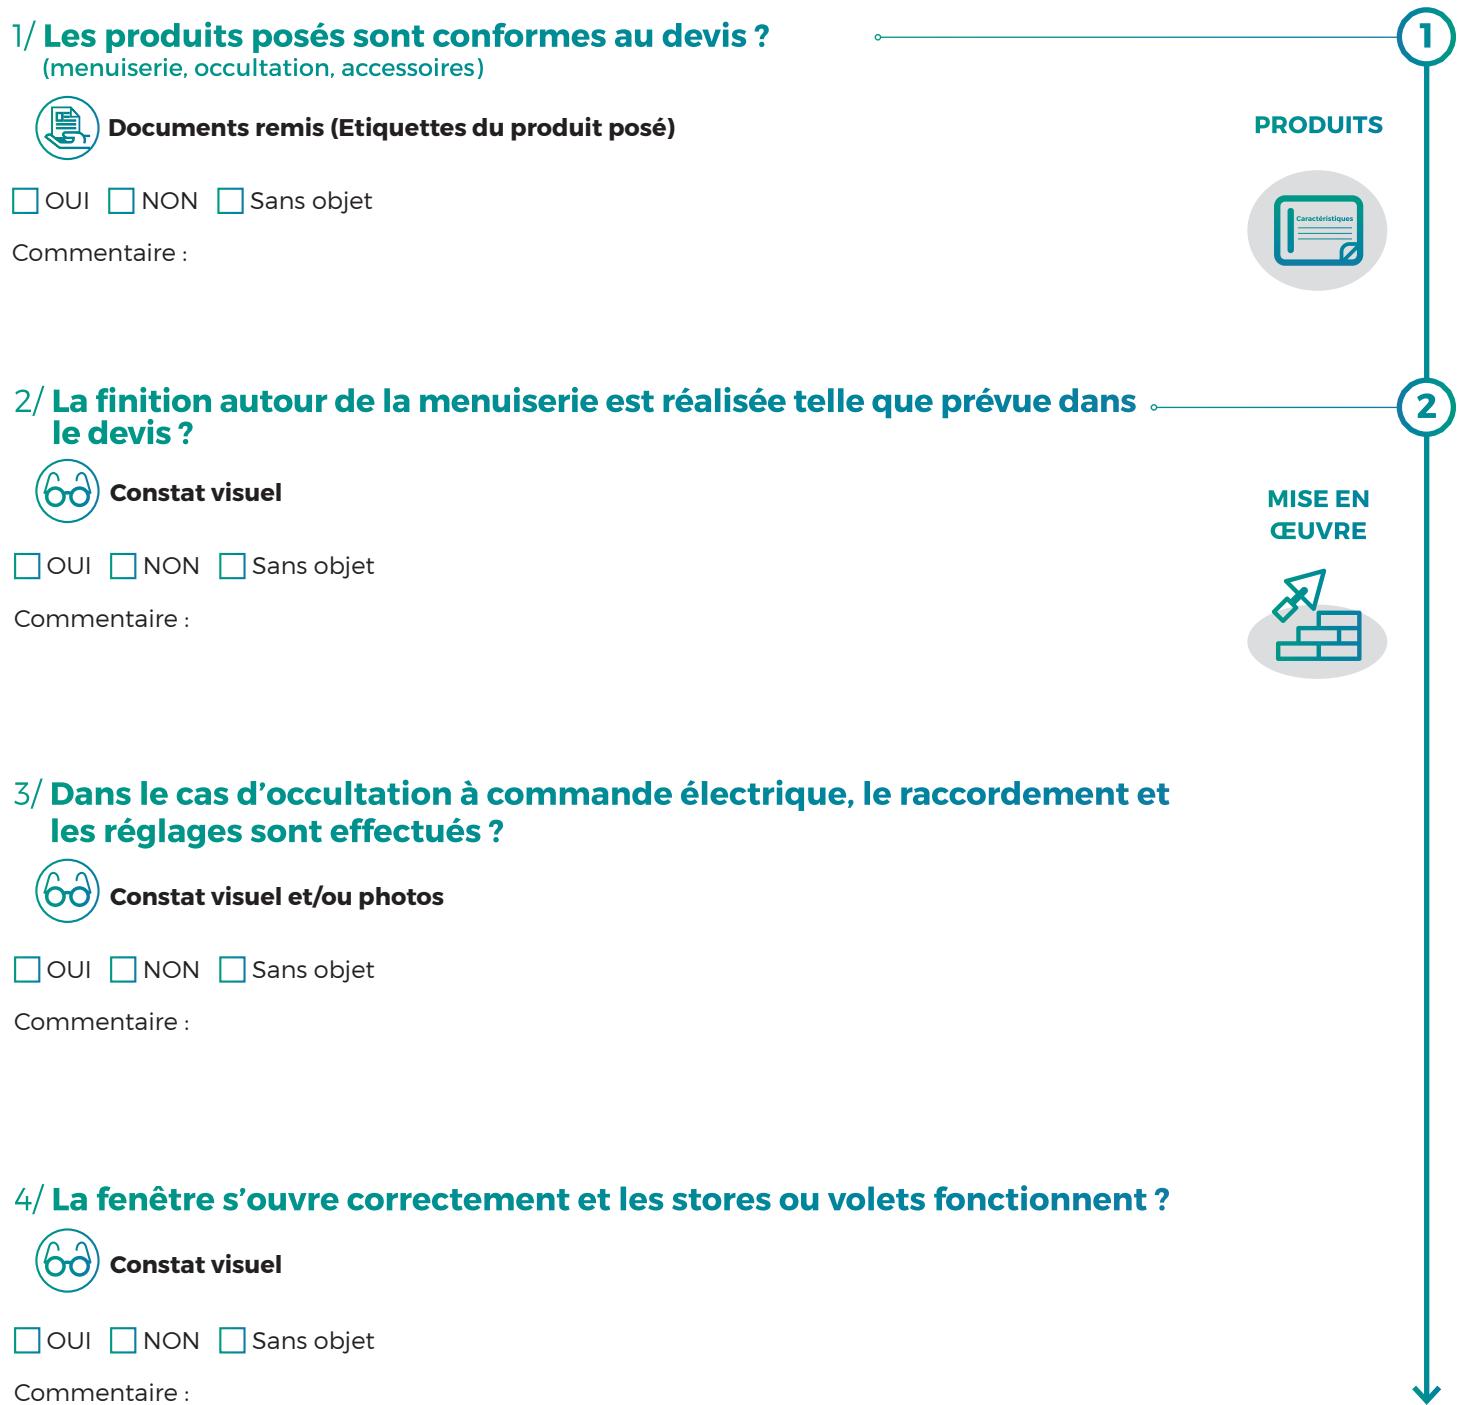 1/ Les produits posés sont conformes au devis ?
(menuiserie, occultation, accessoires)
1
Documents remis (Etiquettes du produit posé)
PRODUITS
OUI NON Sans objet
Caractéristiques
Commentaire :
2/ La finition autour de la menuiserie est réalisée telle que prévue dans
le devis ?
2
Constat visuel
MISE EN
ŒUVRE
OUI NON Sans objet
Commentaire :
3/ Dans le cas d’occultation à commande électrique, le raccordement et
les réglages sont effectués ?
Constat visuel et/ou photos
OUI NON Sans objet
Commentaire :
4/ La fenêtre s’ouvre correctement et les stores ou volets fonctionnent ?
Constat visuel
OUI NON Sans objet
Commentaire :